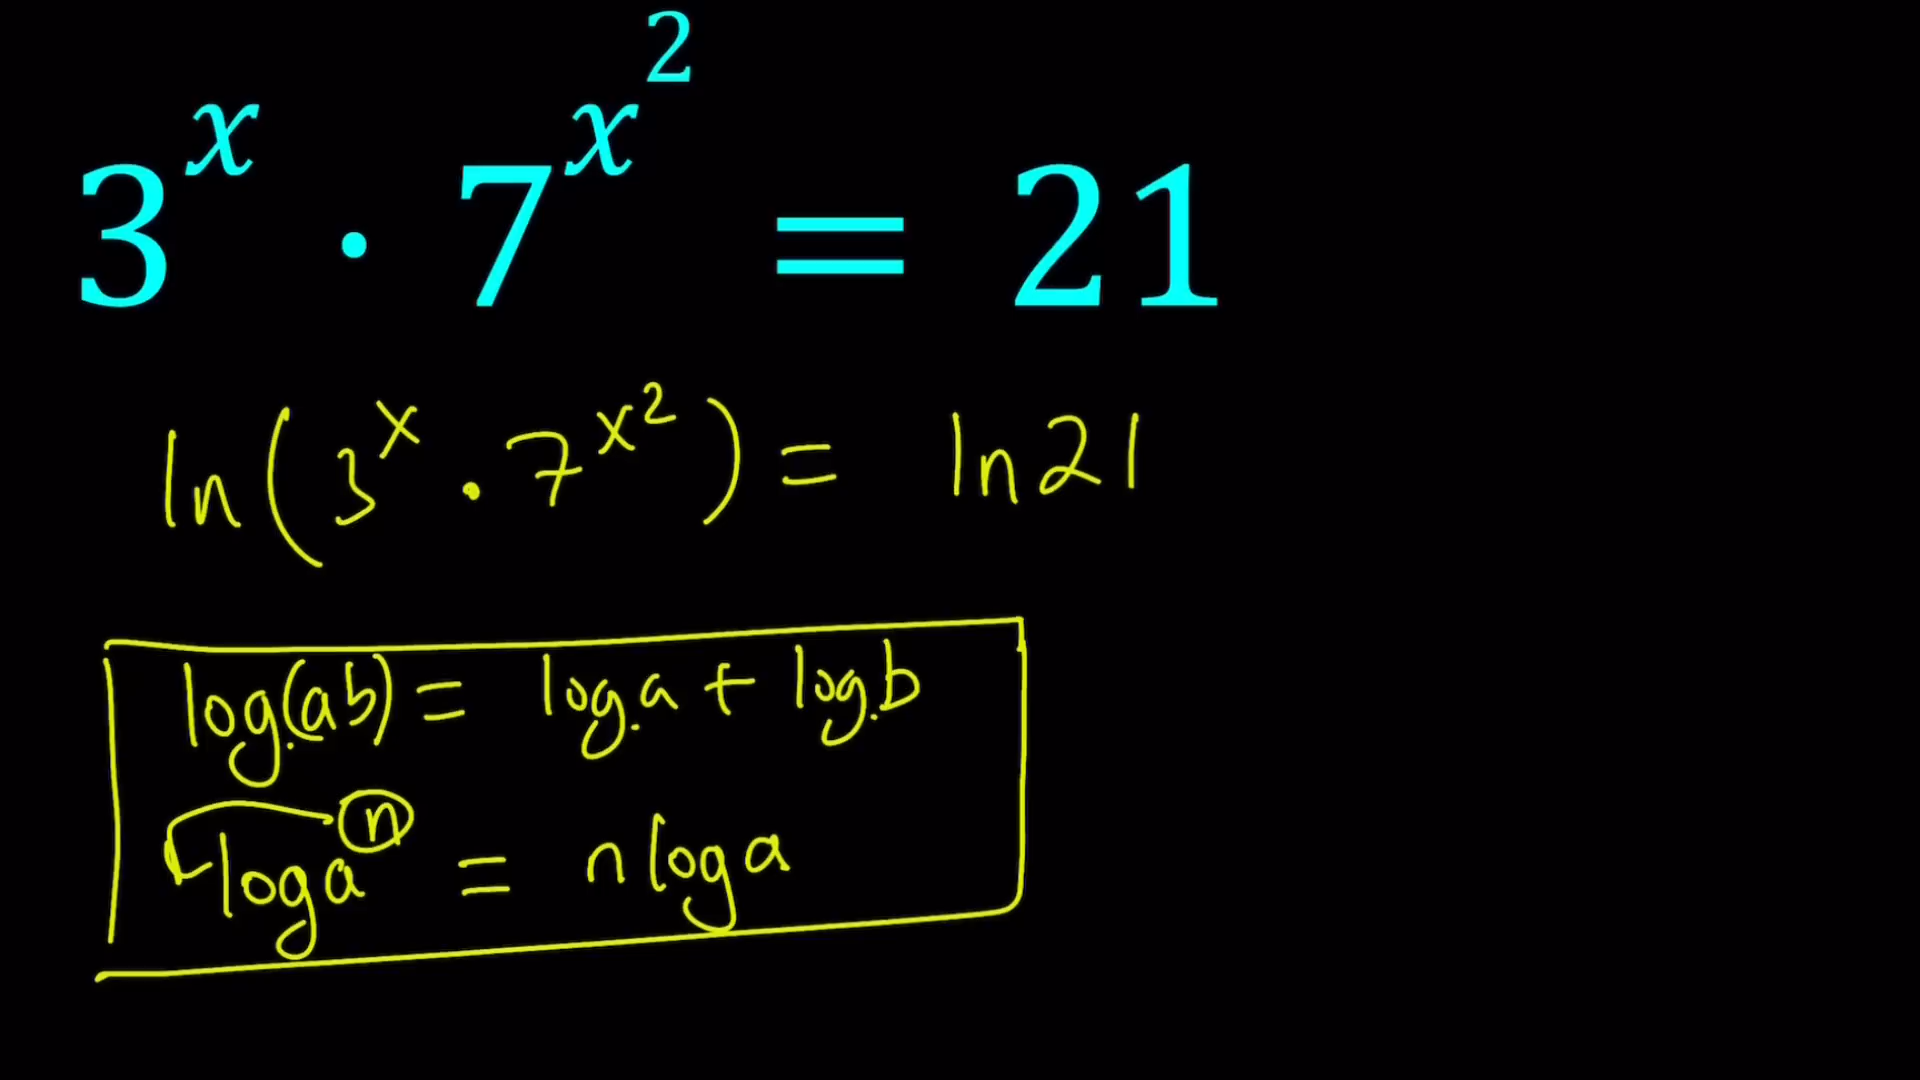 3^x · 7^x^2 = 21
ln(3^x · 7^x^2) = ln21
log(ab) = log a + log b
log a^n = n log a